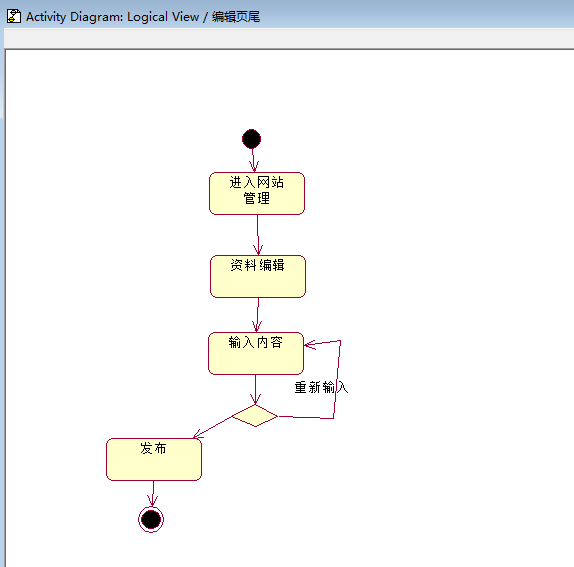 Activity Diagram: Logical View / 编辑页尾
进入网站
管理
资料编辑
输入内容
重新输入
发布